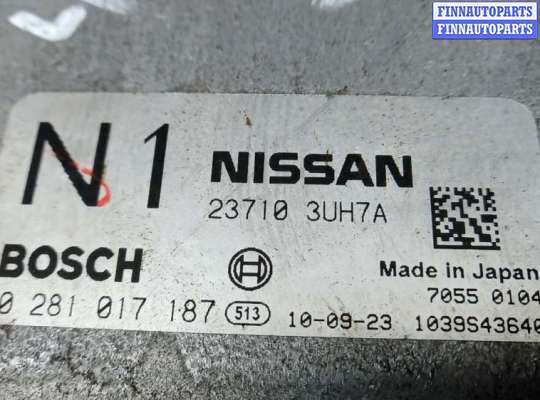 FINNAUTOPARTS
FINNAUTOPARTS
N1 NISSAN
23710 3UH7A
BOSCH
Made in Japan
7055 0104
0 281 017 187 513 10-09-23 1039S43640